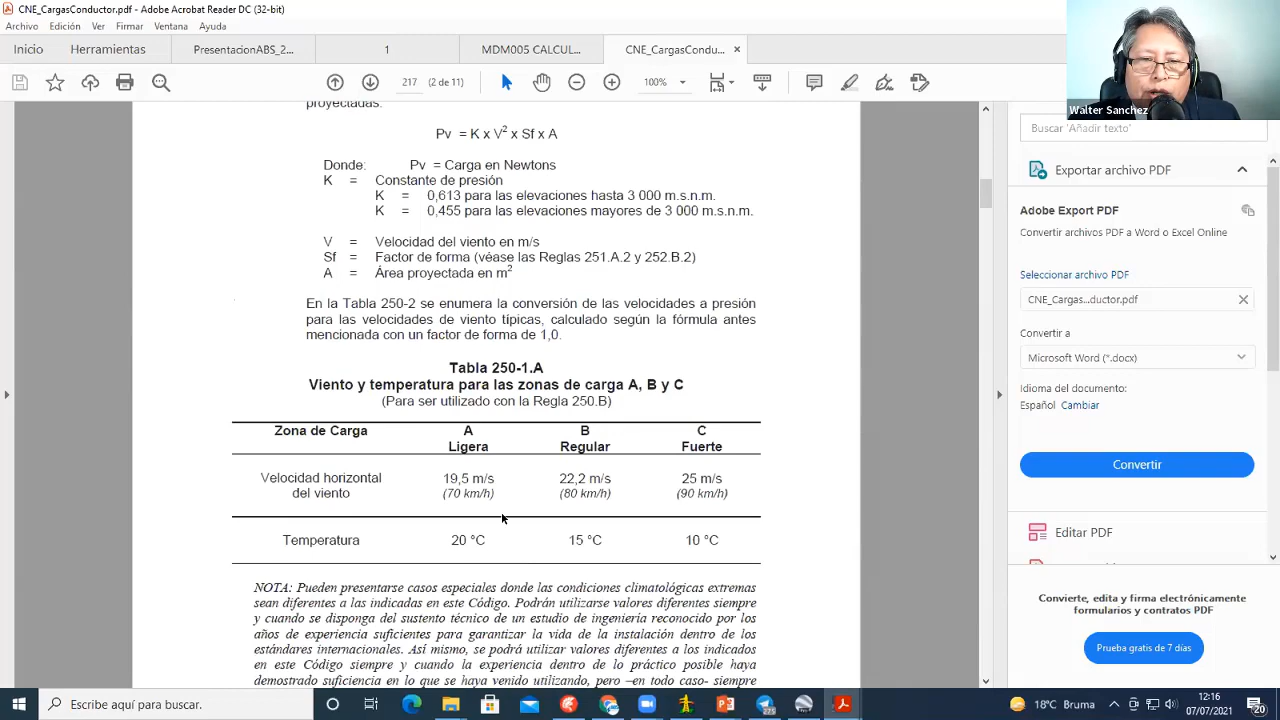 CNE_CargasConductor.pdf - Adobe Acrobat Reader DC (32-bit)
Archivo Edición Ver Firmar Ventana Ayuda
Inicio Herramientas PresentacionABS_2... 1 MDM005 CALCUL... CNE_CargasCondu... ×
217 (2 de 11) 100%
Walter Sanchez
proyectadas.
Pv = K x V² x Sf x A
Donde: Pv = Carga en Newtons
K = Constante de presión
K = 0,613 para las elevaciones hasta 3 000 m.s.n.m.
K = 0,455 para las elevaciones mayores de 3 000 m.s.n.m.
V = Velocidad del viento en m/s
Sf = Factor de forma (véase las Reglas 251.A.2 y 252.B.2)
A = Área proyectada en m²
En la Tabla 250-2 se enumera la conversión de las velocidades a presión
para las velocidades de viento típicas, calculado según la fórmula antes
mencionada con un factor de forma de 1,0.
Tabla 250-1.A
Viento y temperatura para las zonas de carga A, B y C
(Para ser utilizado con la Regla 250.B)
Zona de Carga A B C
Ligera Regular Fuerte
Velocidad horizontal 19,5 m/s 22,2 m/s 25 m/s
del viento (70 km/h) (80 km/h) (90 km/h)
Temperatura 20 °C 15 °C 10 °C
NOTA: Pueden presentarse casos especiales donde las condiciones climatológicas extremas
sean diferentes a las indicadas en este Código. Podrán utilizarse valores diferentes siempre
y cuando se disponga del sustento técnico de un estudio de ingeniería reconocido por los
años de experiencia suficientes para garantizar la vida de la instalación dentro de los
estándares internacionales. Así mismo, se podrá utilizar valores diferentes a los indicados
en este Código siempre y cuando la experiencia dentro de lo práctico posible haya
demostrado suficiencia en lo que se haya venido utilizando, pero –en todo caso- siempre
Buscar 'Añadir texto'
Exportar archivo PDF
Adobe Export PDF
Convertir archivos PDF a Word o Excel Online
Seleccionar archivo PDF
CNE_Cargas...ductor.pdf
Convertir a
Microsoft Word (*.docx)
Idioma del documento:
Español Cambiar
Convertir
Editar PDF
Convierte, edita y firma electrónicamente
formularios y contratos PDF
Prueba gratis de 7 días
Escribe aquí para buscar.
18°C Bruma
12:16
07/07/2021
20